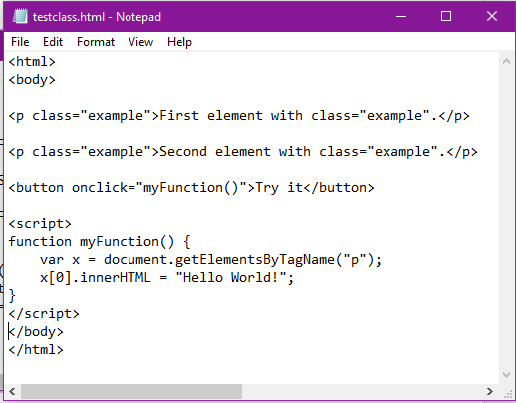 testclass.html - Notepad
File Edit Format View Help
<html>
<body>
<p class="example">First element with class="example".</p>
<p class="example">Second element with class="example".</p>
<button onclick="myFunction()">Try it</button>
<script>
function myFunction() {
    var x = document.getElementsByTagName("p");
    x[0].innerHTML = "Hello World!";
}
</script>
</body>
</html>